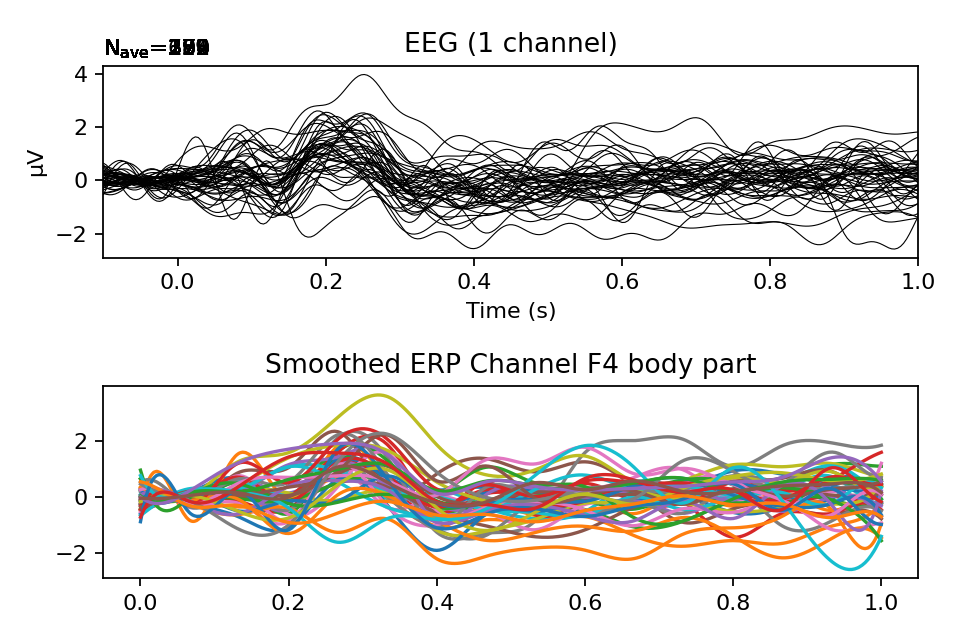 EEG (1 channel)
Nave=
4
2
0
−2
µV
0.0 0.2 0.4 0.6 0.8 1.0
Time (s)
Smoothed ERP Channel F4 body part
2
0
−2
0.0 0.2 0.4 0.6 0.8 1.0